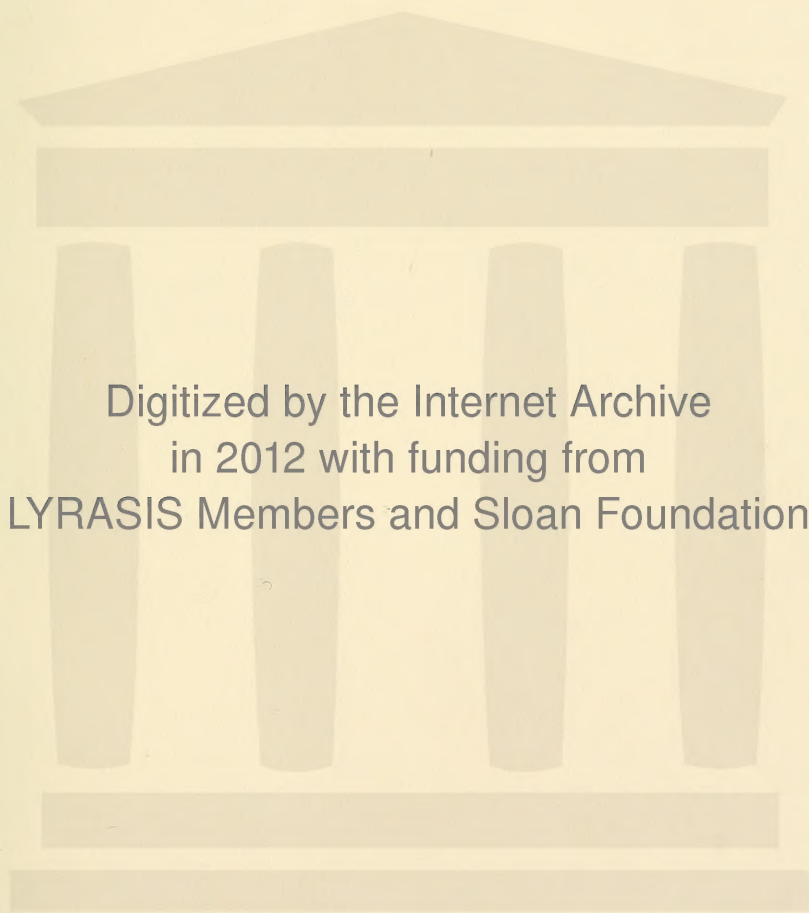 Digitized by the Internet Archive
in 2012 with funding from
LYRASIS Members and Sloan Foundation